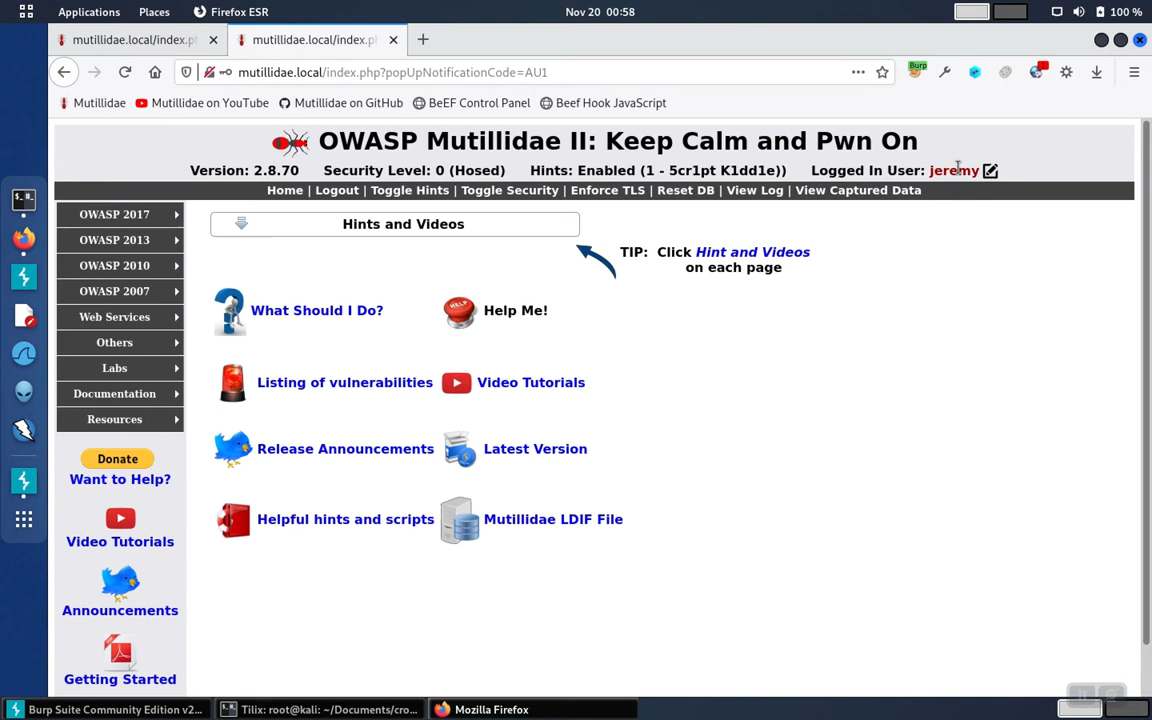 Applications Places Firefox ESR Nov 20 00:58 100 %
mutillidae.local/index.p mutillidae.local/index.p
mutillidae.local/index.php?popUpNotificationCode=AU1 Burp
Mutillidae Mutillidae on YouTube Mutillidae on GitHub BeEF Control Panel Beef Hook JavaScript
OWASP Mutillidae II: Keep Calm and Pwn On
Version: 2.8.70 Security Level: 0 (Hosed) Hints: Enabled (1 - 5cr1pt K1dd1e)) Logged In User: jeremy
Home | Logout | Toggle Hints | Toggle Security | Enforce TLS | Reset DB | View Log | View Captured Data
OWASP 2017
OWASP 2013
OWASP 2010
OWASP 2007
Web Services
Others
Labs
Documentation
Resources
Donate
Want to Help?
Video Tutorials
Announcements
Getting Started
Hints and Videos
TIP: Click Hint and Videos
on each page
What Should I Do? HELP Help Me!
Listing of vulnerabilities Video Tutorials
Release Announcements Latest Version
Helpful hints and scripts Mutillidae LDIF File
Burp Suite Community Edition v2... Tilix: root@kali: ~/Documents/cro... Mozilla Firefox